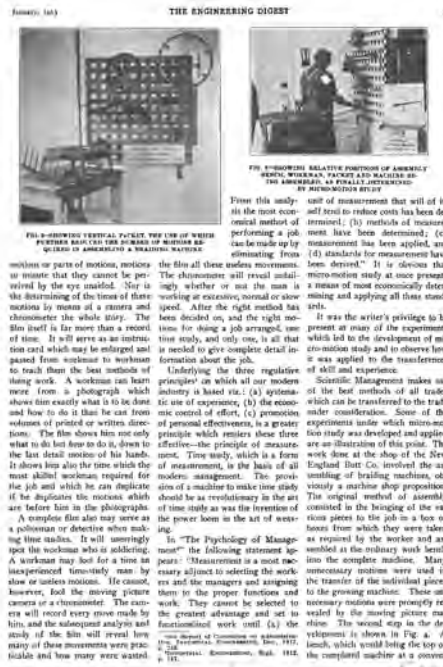 THE ENGINEERING DIGEST
FIG. 8—SHOWING VERTICAL PACKET, THE USE OF WHICH
FURTHER REDUCED THE NUMBER OF MOTIONS RE-
QUIRED IN ASSEMBLING A BRAIDING MACHINE
motions or parts of motions, motions
so minute that they cannot be per-
ceived by the eye unaided. Nor is
the determining of the times of these
motions by means of a camera and
chronometer the whole story. The
film itself is far more than a record
of time. It will serve as an instruc-
tion card which may be enlarged and
passed from workman to workman
to teach them the best methods of
doing work. A workman can learn
more from a photograph which
shows him exactly what is to be done
and how to do it than he can from
volumes of printed or written direc-
tions. The film shows him not only
what to do but how to do it, down to
the last detail motion of his hands.
It shows him also the time which the
most skilled workman required for
the job and which he can duplicate
if he duplicates the motions which
are before him in the photographs.
A complete film also may serve as
a policeman or detective when mak-
ing time studies. It will unerringly
spot the workman who is soldiering.
A workman may fool for a time an
inexperienced time-study man by
slow or useless motions. He cannot,
however, fool the moving picture
camera or a chronometer. The cam-
era will record every move made by
him, and the subsequent analysis and
study of the film will reveal how
many of these movements were prac-
ticable and how many were wasted.
FIG. 9—SHOWING RELATIVE POSITIONS OF ASSEMBLY
BENCH, WORKMAN, PACKET AND MACHINE BE-
ING ASSEMBLED, AS FINALLY DETERMINED
BY MICRO-MOTION STUDY
From this analy-
sis the most econ-
omical method of
performing a job
can be made up by
eliminating from
the film all these useless movements.
The chronometer will reveal unfail-
ingly whether or not the man is
working at excessive, normal or slow
speed. After the right method has
been decided on, and the right mo-
tions for doing a job arranged, one
time study, and only one, is all that
is needed to give complete detail in-
formation about the job.
Underlying the three regulative
principles¹ on which all our modern
industry is based viz.: (a) systema-
tic use of experience, (b) the econo-
mic control of effort, (c) promotion
of personal effectiveness, is a greater
principle which renders these three
effective—the principle of measure-
ment. Time study, which is a form
of measurement, is the basis of all
modern management. The provi-
sion of a machine to make time study
should be as revolutionary in the art
of time study as was the invention of
the power loom in the art of weav-
ing.
In "The Psychology of Manage-
ment"² the following statement ap-
pears: "Measurement is a most nec-
essary adjunct to selecting the work-
ers and the managers and assigning
them to the proper functions and
work. They cannot be selected to
the greatest advantage and set to
functionalized work until (a) the
unit of measurement that will of it-
self tend to reduce costs has been de-
termined; (b) methods of measure-
ment have been determined; (c)
measurement has been applied, and
(d) standards for measurement have
been derived." It is obvious that
micro-motion study at once presents
a means of most economically deter-
mining and applying all these stand-
ards.
It was the writer's privilege to be
present at many of the experiments
which led to the development of mi-
cro-motion study and to observe how
it was applied to the transference
of skill and experience.
Scientific Management makes use
of the best methods of all trades
which can be transferred to the trade
under consideration. Some of the
experiments under which micro-mo-
tion study was developed and applied
are an illustration of this point. The
work done at the shop of the New
England Butt Co. involved the as-
sembling of braiding machines, ob-
viously a machine shop proposition.
The original method of assembly
consisted in the bringing of the va-
rious pieces to the job in a box or
boxes from which they were taken
as required by the worker and as-
sembled at the ordinary work bench
into the complete machine. Many
unnecessary motions were used in
the transfer of the individual pieces
to the growing machine. These un-
necessary motions were promptly re-
vealed by the moving picture ma-
chine. The second step in the de-
velopment is shown in Fig. 2. A
bench, which would bring the top of
the completed machine at a conven-